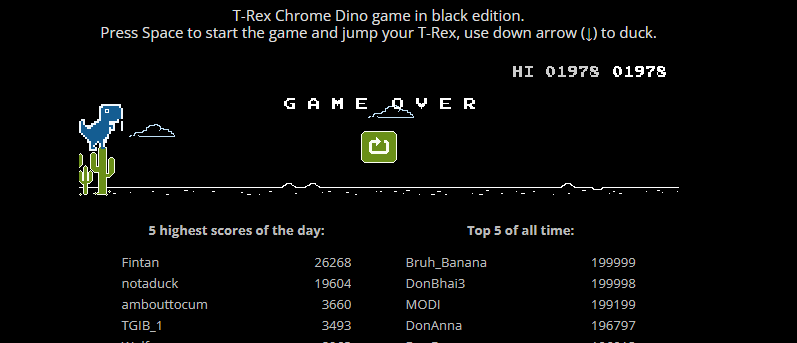 T-Rex Chrome Dino game in black edition.
Press Space to start the game and jump your T-Rex, use down arrow (↓) to duck.
HI 01978 01978
GAME OVER
5 highest scores of the day: Top 5 of all time:
Fintan 26268 Bruh_Banana 199999
notaduck 19604 DonBhai3 199998
ambouttocum 3660 MODI 199199
TGIB_1 3493 DonAnna 196797